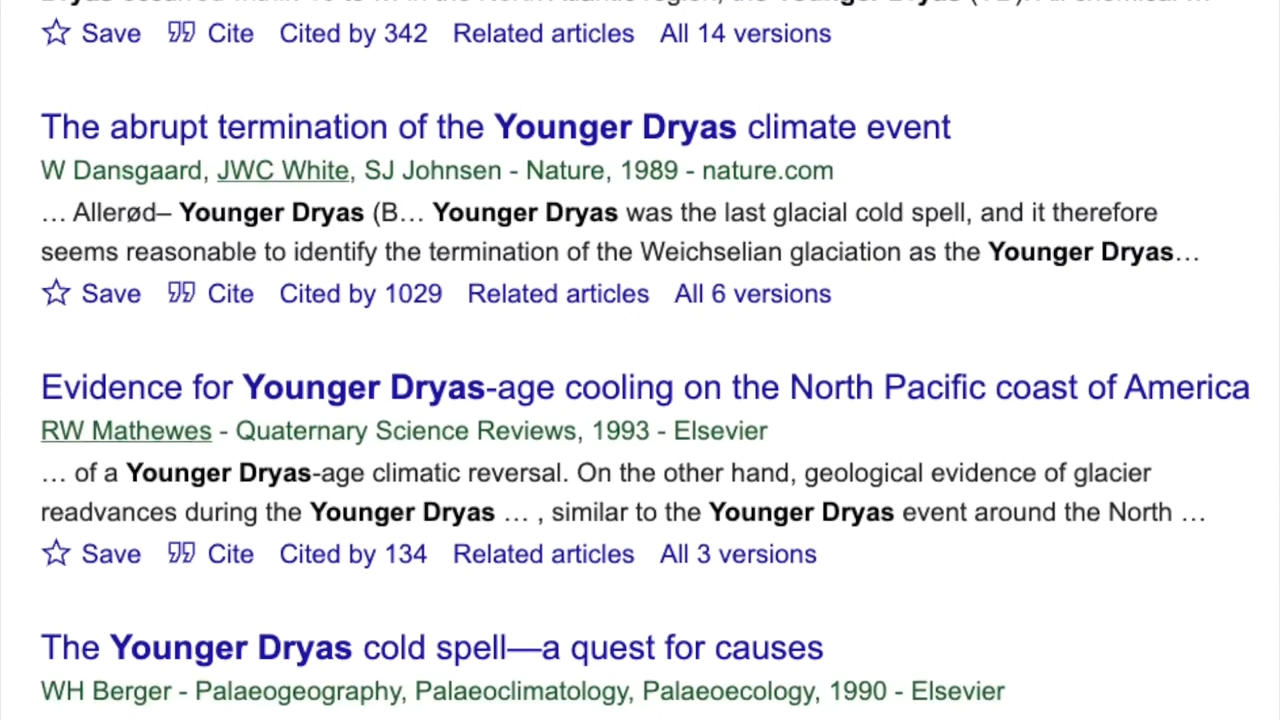 ☆ Save Cite Cited by 342 Related articles All 14 versions
The abrupt termination of the Younger Dryas climate event
W Dansgaard, JWC White, SJ Johnsen - Nature, 1989 - nature.com
… Allerød– Younger Dryas (B… Younger Dryas was the last glacial cold spell, and it therefore
seems reasonable to identify the termination of the Weichselian glaciation as the Younger Dryas…
☆ Save Cite Cited by 1029 Related articles All 6 versions
Evidence for Younger Dryas-age cooling on the North Pacific coast of America
RW Mathewes - Quaternary Science Reviews, 1993 - Elsevier
… of a Younger Dryas-age climatic reversal. On the other hand, geological evidence of glacier
readvances during the Younger Dryas … , similar to the Younger Dryas event around the North …
☆ Save Cite Cited by 134 Related articles All 3 versions
The Younger Dryas cold spell—a quest for causes
WH Berger - Palaeogeography, Palaeoclimatology, Palaeoecology, 1990 - Elsevier